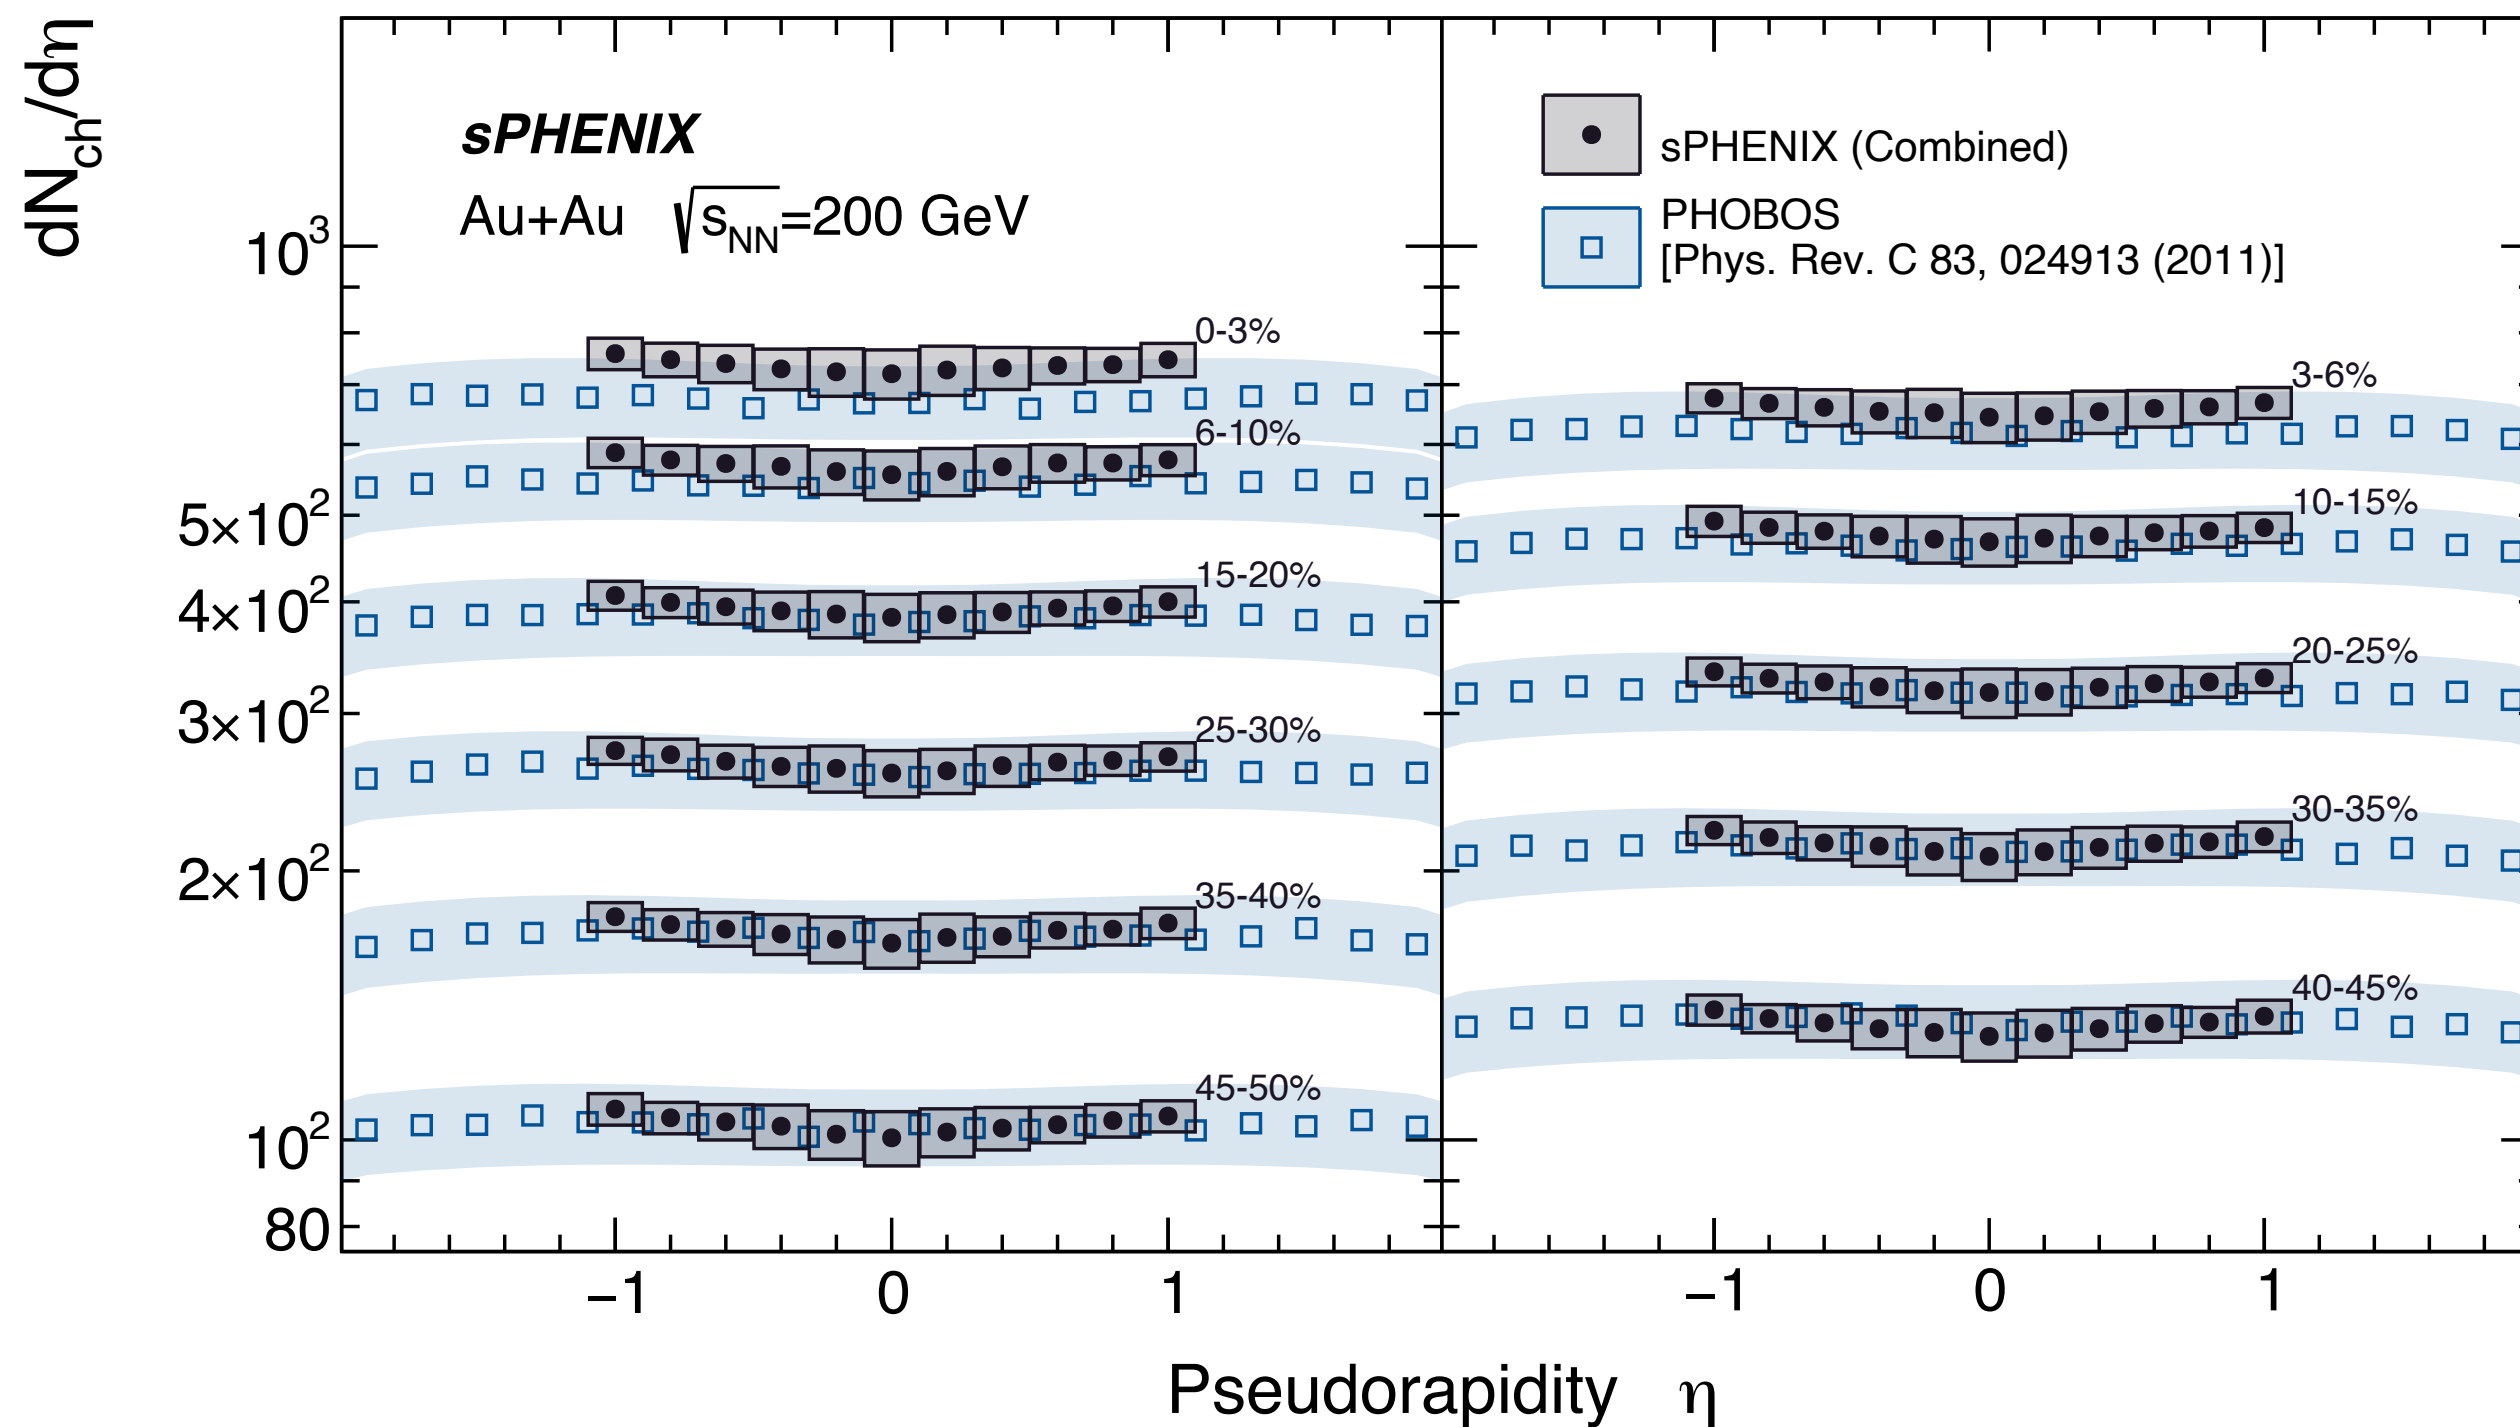 dN_ch/dη
sPHENIX
Au+Au √s_NN=200 GeV
sPHENIX (Combined)
PHOBOS
[Phys. Rev. C 83, 024913 (2011)]
10³
5×10²
4×10²
3×10²
2×10²
10²
80
0-3%
6-10%
15-20%
25-30%
35-40%
45-50%
3-6%
10-15%
20-25%
30-35%
40-45%
−1 0 1
−1 0 1
Pseudorapidity η